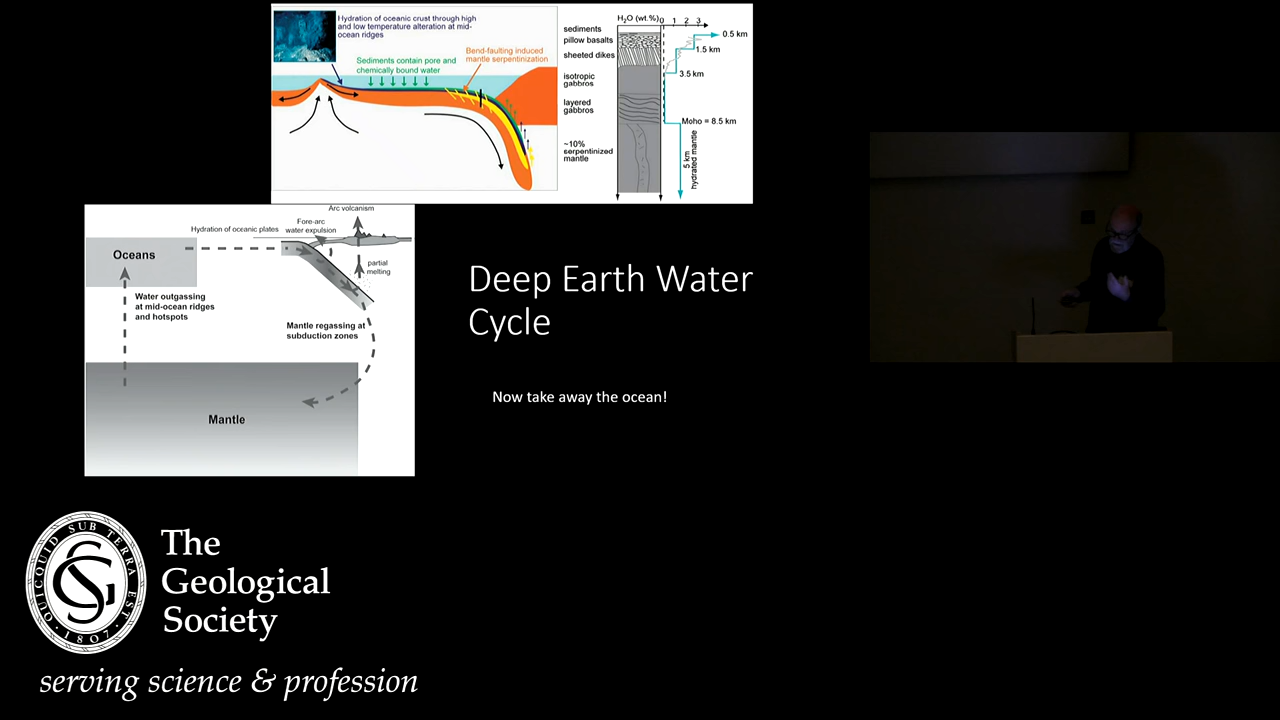 Hydration of oceanic crust through high
and low temperature alteration at mid-
ocean ridges
Sediments contain pore and
chemically bound water
Bend-faulting induced
mantle serpentinization
H₂O (wt.%) 0 1 2 3
sediments
pillow basalts
sheeted dikes
isotropic
gabbros
layered
gabbros
~10%
serpentinized
mantle
0.5 km
1.5 km
3.5 km
Moho = 8.5 km
5 km
hydrated mantle
Arc volcanism
Fore-arc
water expulsion
Hydration of oceanic plates
Oceans
partial
melting
Water outgassing
at mid-ocean ridges
and hotspots
Mantle regassing at
subduction zones
Mantle
Deep Earth Water
Cycle
Now take away the ocean!
QUICQUID SUB TERRA EST
GS
·1807·
The
Geological
Society
serving science & profession